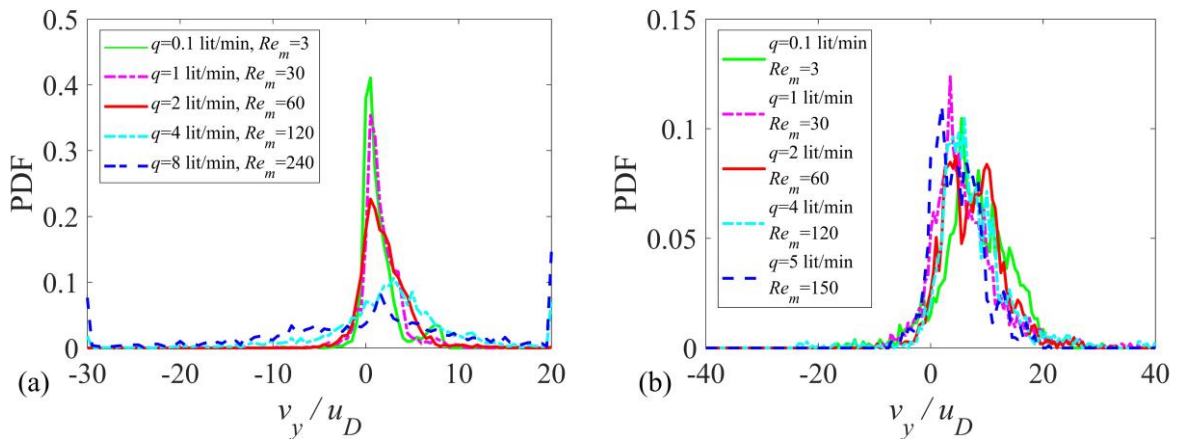 0.5
0.4
0.3
0.2
0.1
0
PDF
q=0.1 lit/min, Re_m=3
q=1 lit/min, Re_m=30
q=2 lit/min, Re_m=60
q=4 lit/min, Re_m=120
q=8 lit/min, Re_m=240
-30 -20 -10 0 10 20
v_y / u_D
(a)
0.15
0.1
0.05
0
PDF
q=0.1 lit/min
Re_m=3
q=1 lit/min
Re_m=30
q=2 lit/min
Re_m=60
q=4 lit/min
Re_m=120
q=5 lit/min
Re_m=150
-40 -20 0 20 40
v_y / u_D
(b)